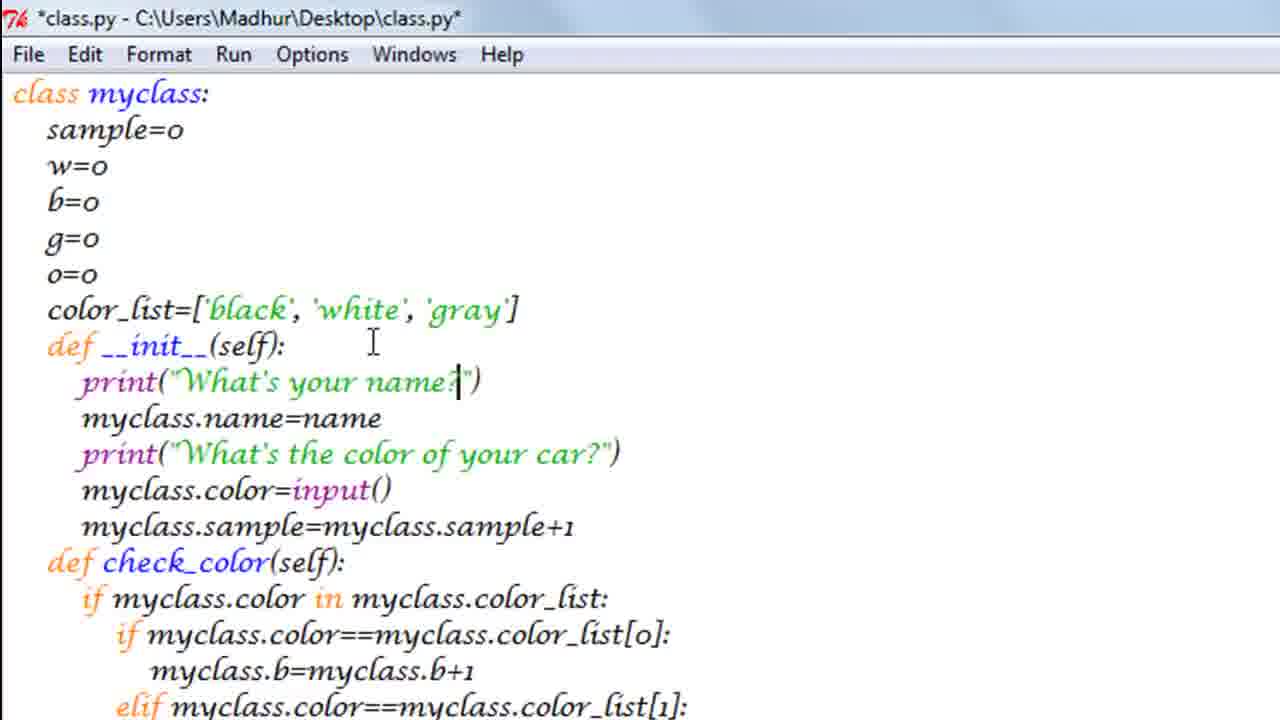 *class.py - C:\Users\Madhur\Desktop\class.py*
File Edit Format Run Options Windows Help
class myclass:
    sample=0
    w=0
    b=0
    g=0
    o=0
    color_list=['black', 'white', 'gray']
    def __init__(self):
        print("What's your name?")
        myclass.name=name
        print("What's the color of your car?")
        myclass.color=input()
        myclass.sample=myclass.sample+1
    def check_color(self):
        if myclass.color in myclass.color_list:
            if myclass.color==myclass.color_list[0]:
                myclass.b=myclass.b+1
            elif myclass.color==myclass.color_list[1]: